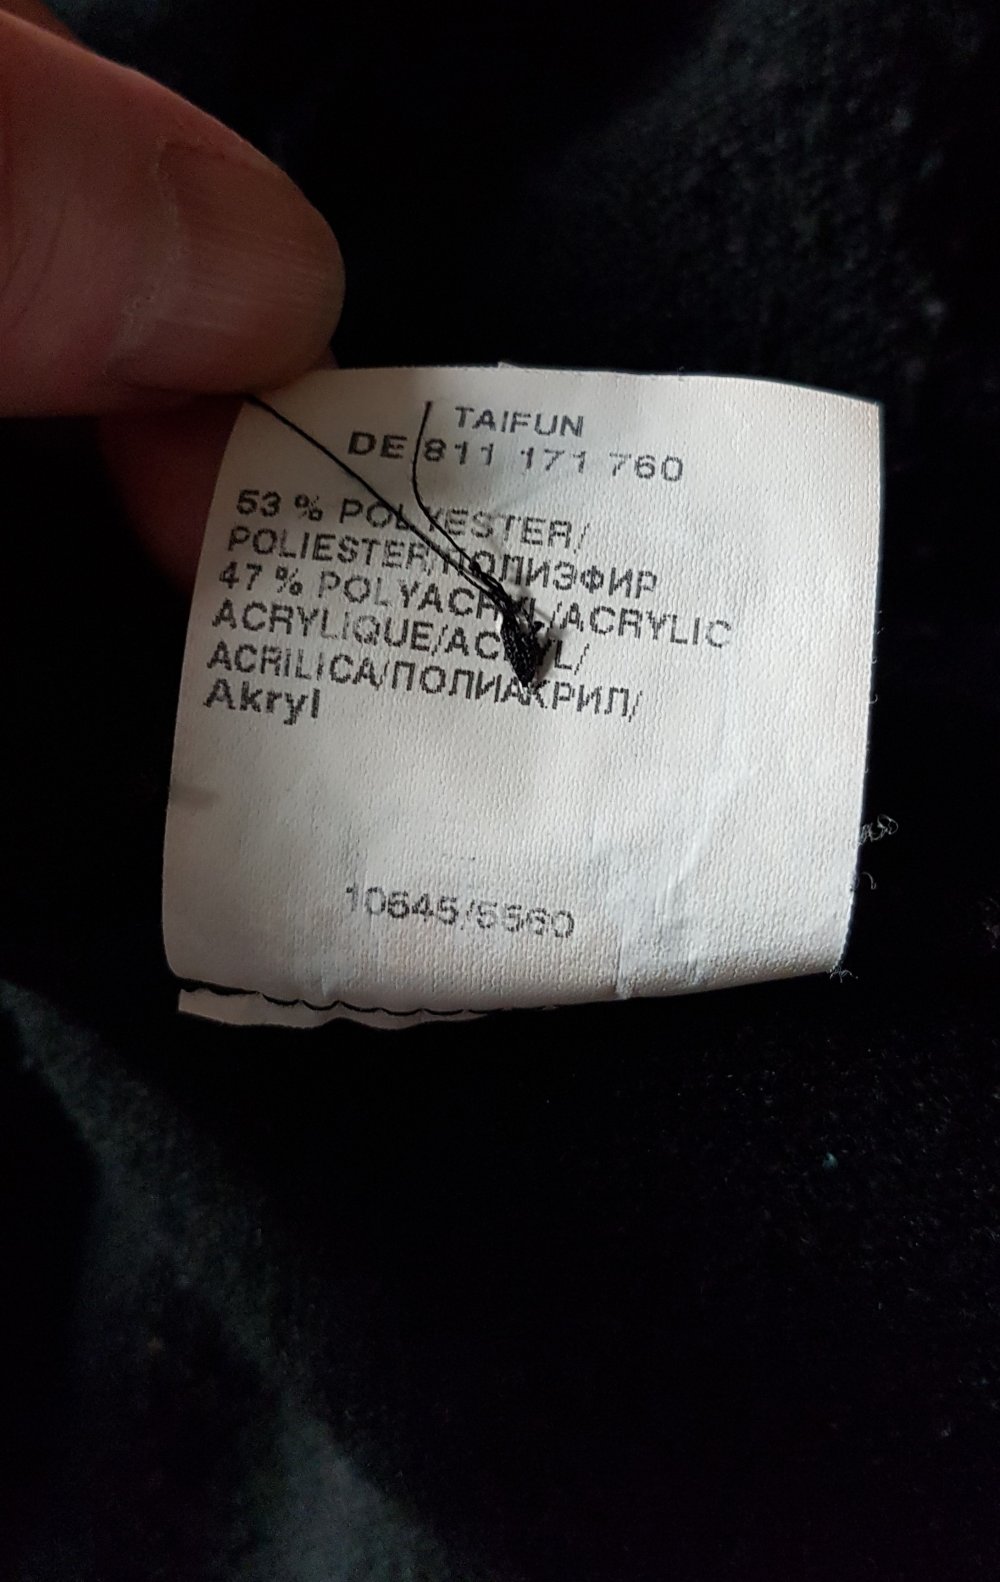 TAIFUN
DE 811 171 760
53 % POLYESTER/
POLIESTER/ПОЛИЭФИР
47 % POLYACRYL/ACRYLIC
ACRYLIQUE/ACRYL/
ACRILICA/ПОЛИАКРИЛ/
Akryl
10645/5560